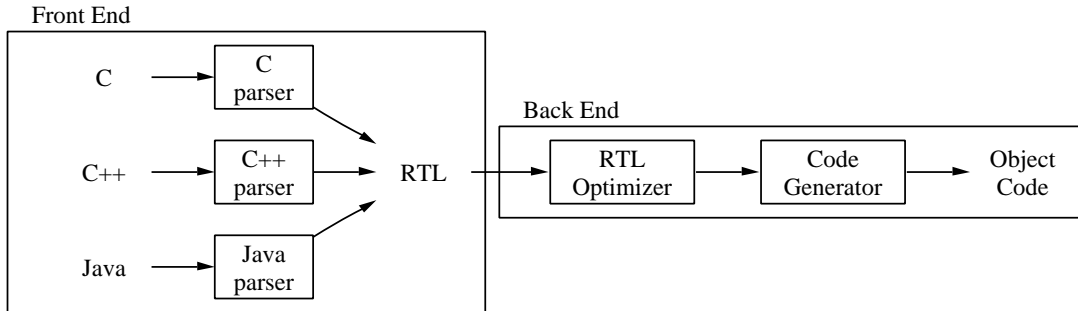 Front End
C
C
parser
C++
C++
parser
Java
Java
parser
RTL
Back End
RTL
Optimizer
Code
Generator
Object
Code